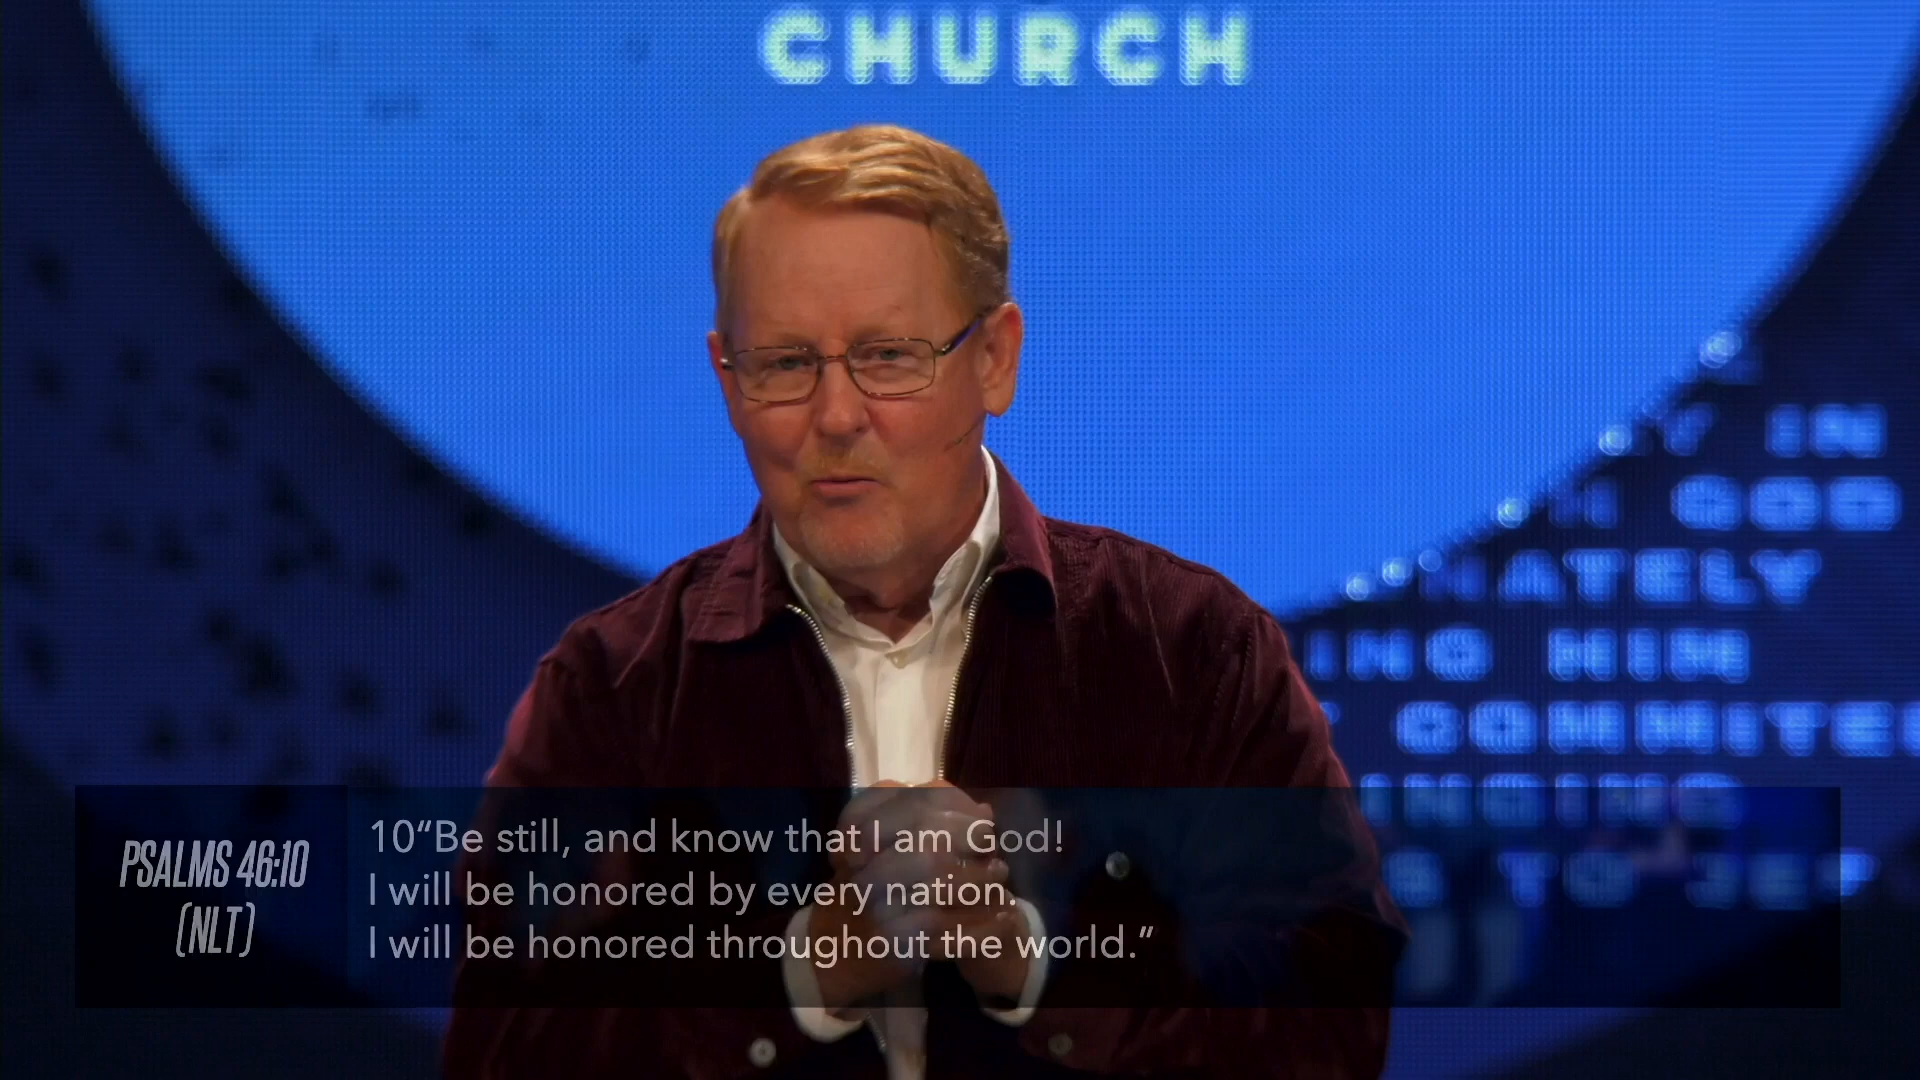 CHURCH
IN
GOD
HIM
PSALMS 46:10
(NLT)
10“Be still, and know that I am God!
I will be honored by every nation.
I will be honored throughout the world.”